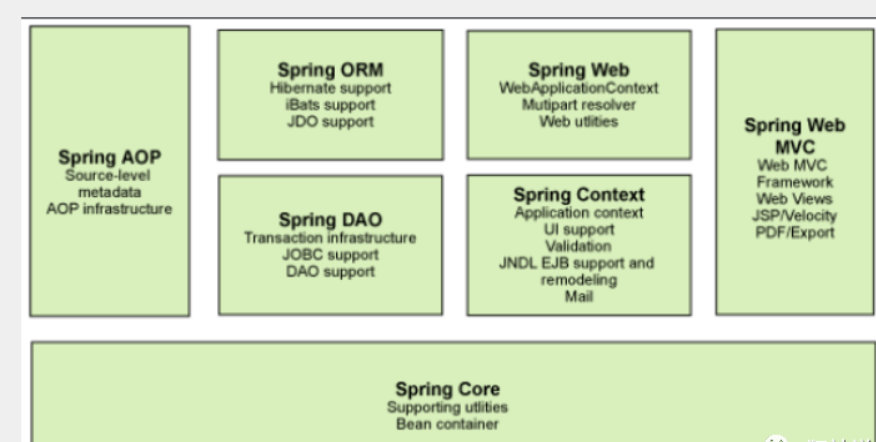 Spring AOP
Source-level
metadata
AOP infrastructure
Spring ORM
Hibernate support
iBats support
JDO support
Spring DAO
Transaction infrastructure
JOBC support
DAO support
Spring Web
WebApplicationContext
Mutipart resolver
Web utlities
Spring Context
Application context
UI support
Validation
JNDL EJB support and
remodeling
Mail
Spring Web
MVC
Web MVC
Framework
Web Views
JSP/Velocity
PDF/Export
Spring Core
Supporting utlities
Bean container